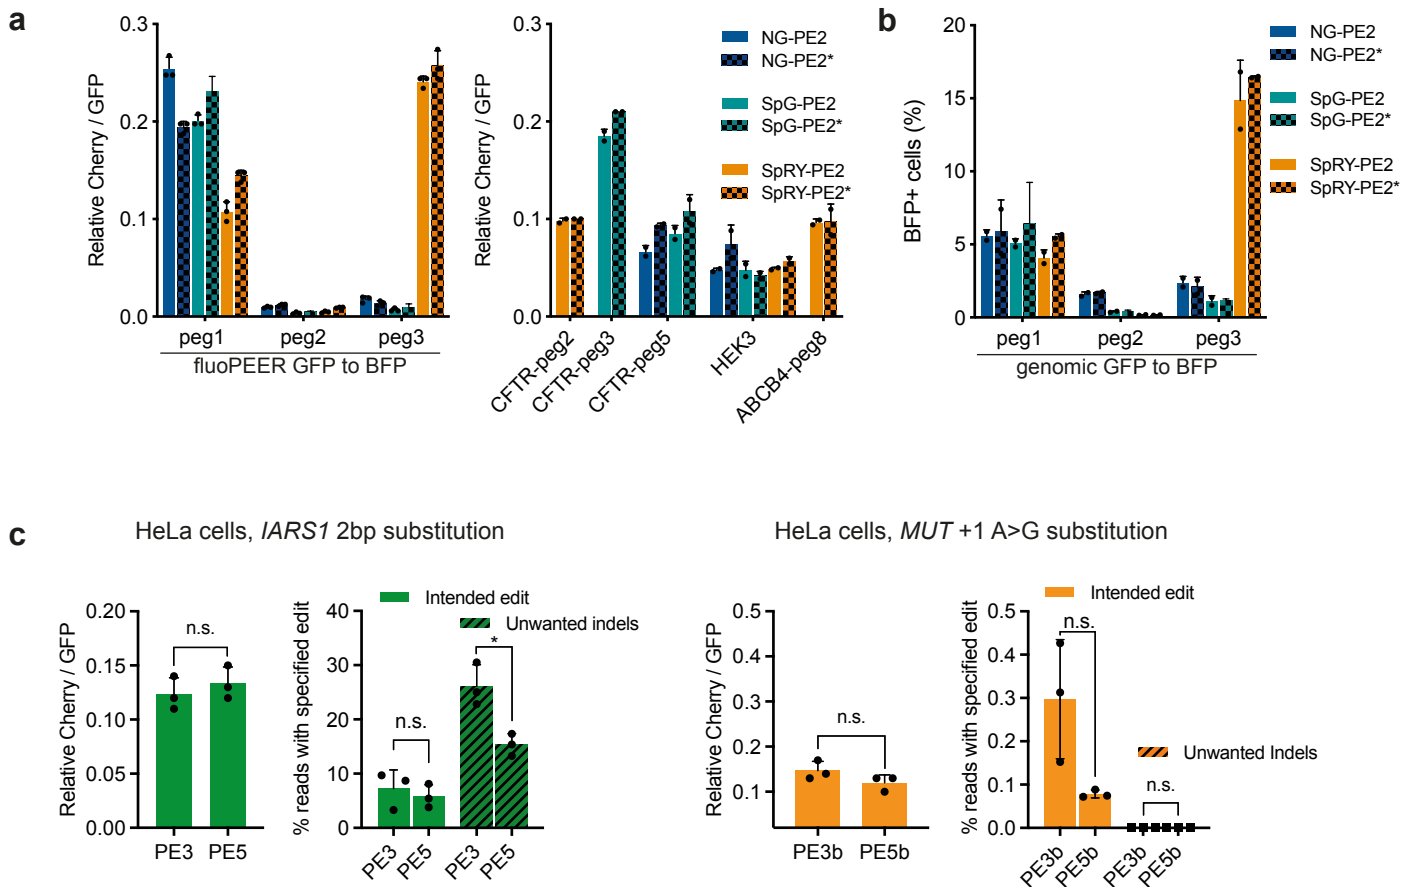 a
0.3
0.2
0.1
0.0
Relative Cherry / GFP
peg1
peg2
peg3
fluoPEER GFP to BFP
0.3
0.2
0.1
0.0
Relative Cherry / GFP
CFTR-peg2
CFTR-peg3
CFTR-peg5
HEK3
ABCB4-peg8
NG-PE2
NG-PE2*
SpG-PE2
SpG-PE2*
SpRY-PE2
SpRY-PE2*
b
20
15
10
5
0
BFP+ cells (%)
peg1
peg2
peg3
genomic GFP to BFP
NG-PE2
NG-PE2*
SpG-PE2
SpG-PE2*
SpRY-PE2
SpRY-PE2*
c
HeLa cells, IARS1 2bp substitution
0.20
0.15
0.10
0.05
0.00
Relative Cherry / GFP
n.s.
PE3
PE5
40
30
20
10
0
% reads with specified edit
Intended edit
Unwanted indels
n.s.
*
PE3
PE5
PE3
PE5
HeLa cells, MUT +1 A>G substitution
0.5
0.4
0.3
0.2
0.1
Relative Cherry / GFP
n.s.
PE3b
PE5b
0.5
0.4
0.3
0.2
0.1
0.0
% reads with specified edit
Intended edit
n.s.
Unwanted Indels
n.s.
PE3b
PE5b
PE3b
PE5b